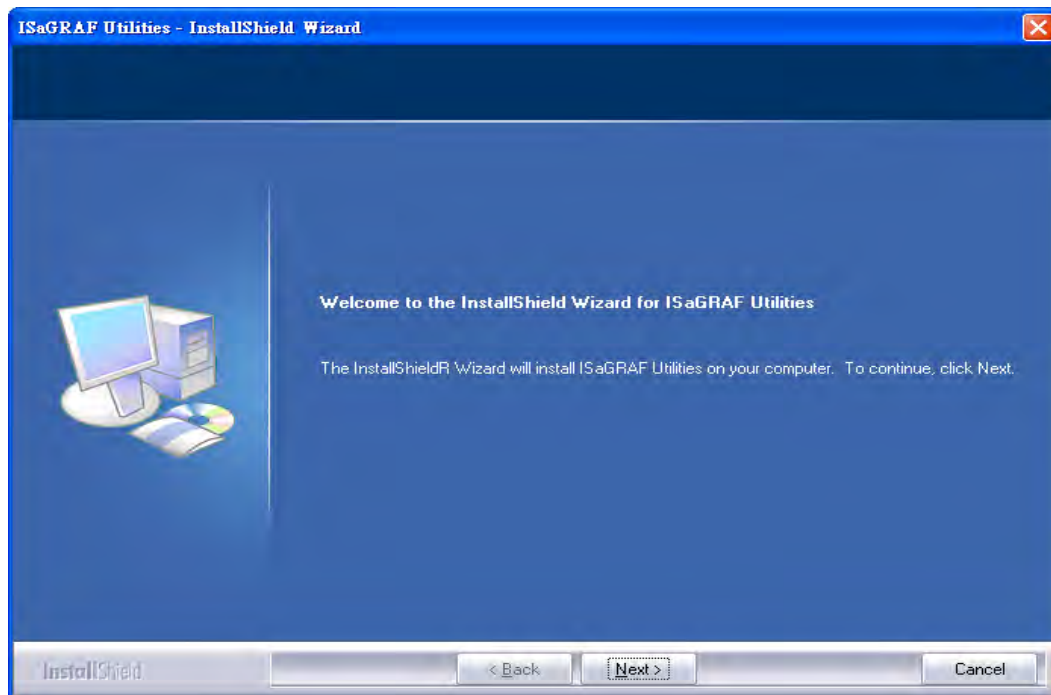 ISaGRAF Utilities - InstallShield Wizard
Welcome to the InstallShield Wizard for ISaGRAF Utilities
The InstallShieldR Wizard will install ISaGRAF Utilities on your computer. To continue, click Next.
InstallShield
< Back
Next >
Cancel